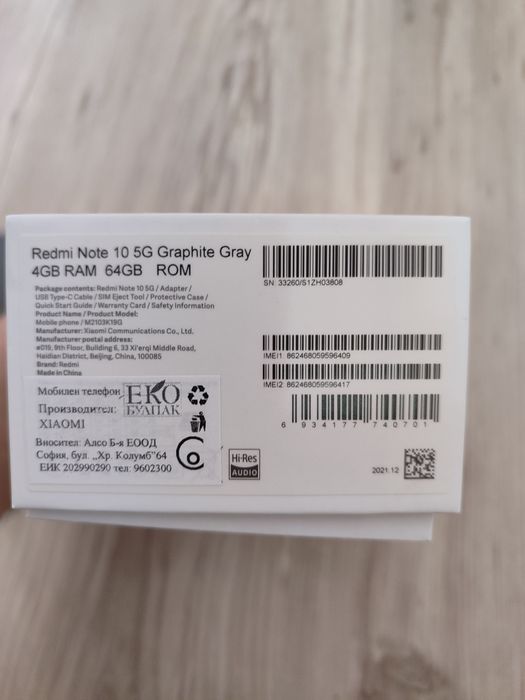 Redmi Note 10 5G Graphite Gray
4GB RAM 64GB ROM
Package contents: Redmi Note 10 5G / Adapter /
USB Type-C Cable / SIM Eject Tool / Protective Case /
Quick Start Guide / Warranty Card / Safety Information
Product Name / Product Model:
Mobile phone / M2103K19G
Manufacturer: Xiaomi Communications Co., Ltd.
Manufacturer postal address:
#019, 9th Floor, Building 6, 33 Xi'erqi Middle Road,
Haidian District, Beijing, China, 100085
Brand: Redmi
Made in China
Мобилен телефон
Производител:
XIAOMI
ЕКО
БУЛПАК
Вносител: Алсо Б-я ЕООД
София, бул. „Хр. Колумб"64
ЕИК 202990290 тел: 9602300
Hi-Res
AUDIO
SN: 33260/S1ZH03808
IMEI1 862468059596409
IMEI2 862468059596417
6 934177 740701
2021.12